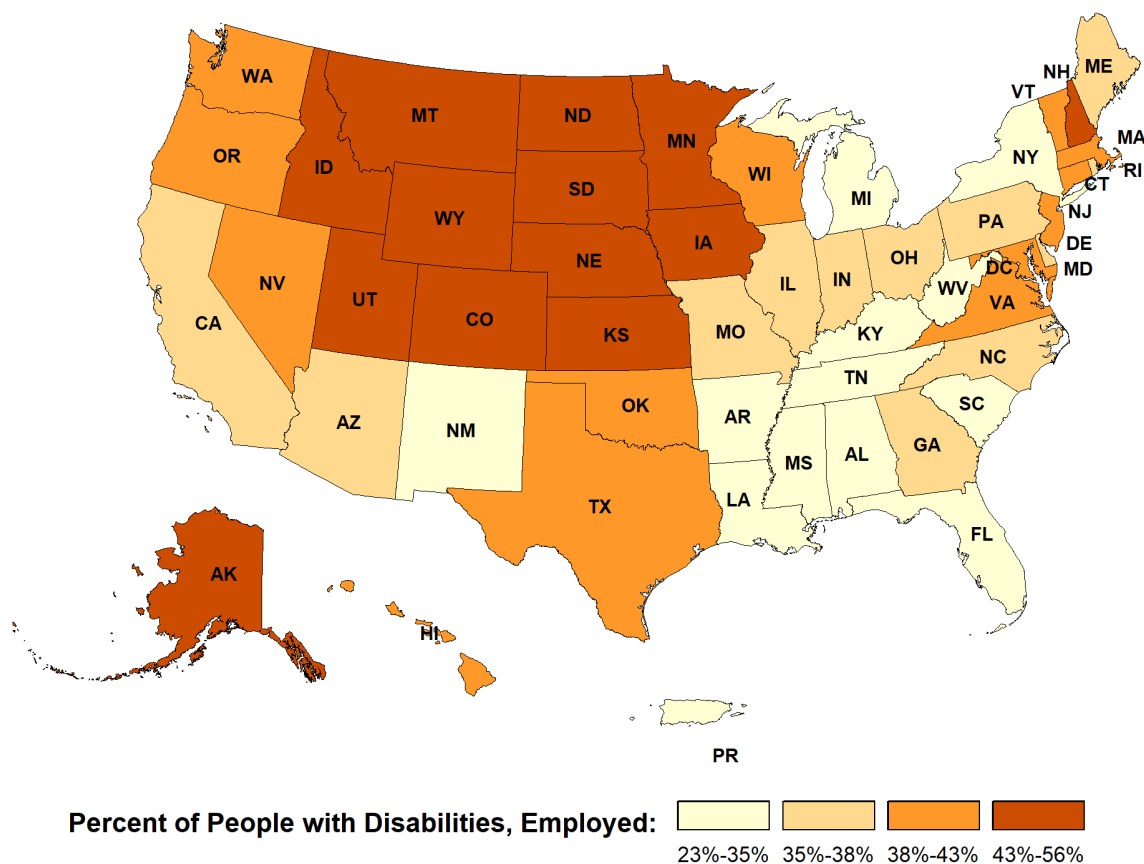 WA
MT
ND
MN
OR
ID
SD
WI
WY
MI
NY
VT
NH
ME
MA
RI
CT
NJ
PA
DE
MD
DC
IA
NE
NV
UT
CO
KS
CA
IL
IN
OH
WV
VA
MO
KY
NC
TN
AZ
NM
OK
AR
SC
MS
AL
GA
TX
LA
FL
AK
HI
PR
Percent of People with Disabilities, Employed:
23%-35% 35%-38% 38%-43% 43%-56%